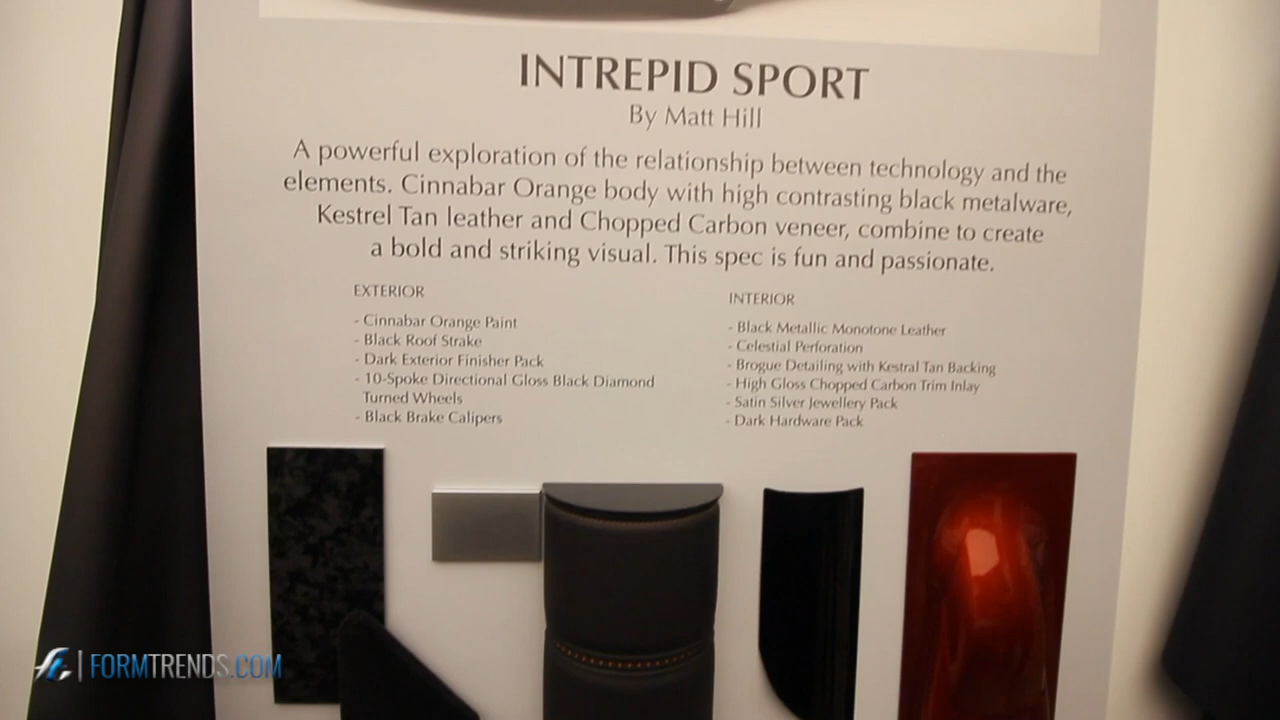 INTREPID SPORT
By Matt Hill
A powerful exploration of the relationship between technology and the
elements. Cinnabar Orange body with high contrasting black metalware,
Kestrel Tan leather and Chopped Carbon veneer, combine to create
a bold and striking visual. This spec is fun and passionate.
EXTERIOR
- Cinnabar Orange Paint
- Black Roof Strake
- Dark Exterior Finisher Pack
- 10-Spoke Directional Gloss Black Diamond
Turned Wheels
- Black Brake Calipers
INTERIOR
- Black Metallic Monotone Leather
- Celestial Perforation
- Brogue Detailing with Kestral Tan Backing
- High Gloss Chopped Carbon Trim Inlay
- Satin Silver Jewellery Pack
- Dark Hardware Pack
FORMTRENDS.COM